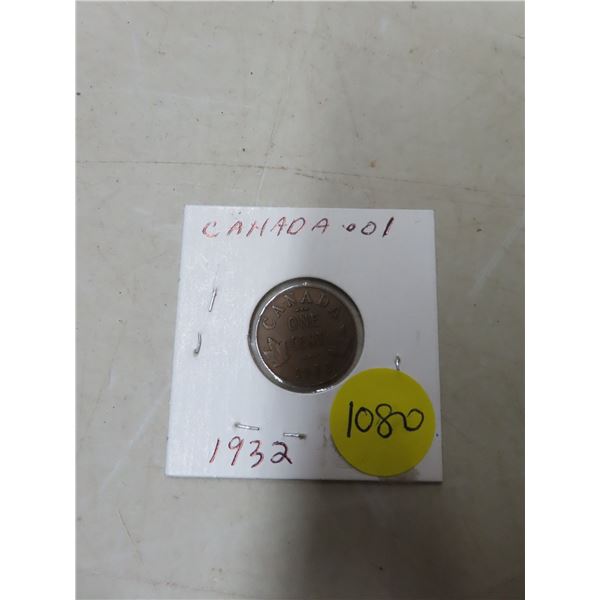 CANADA .001
CANADA
ONE
CENT
1080
1932